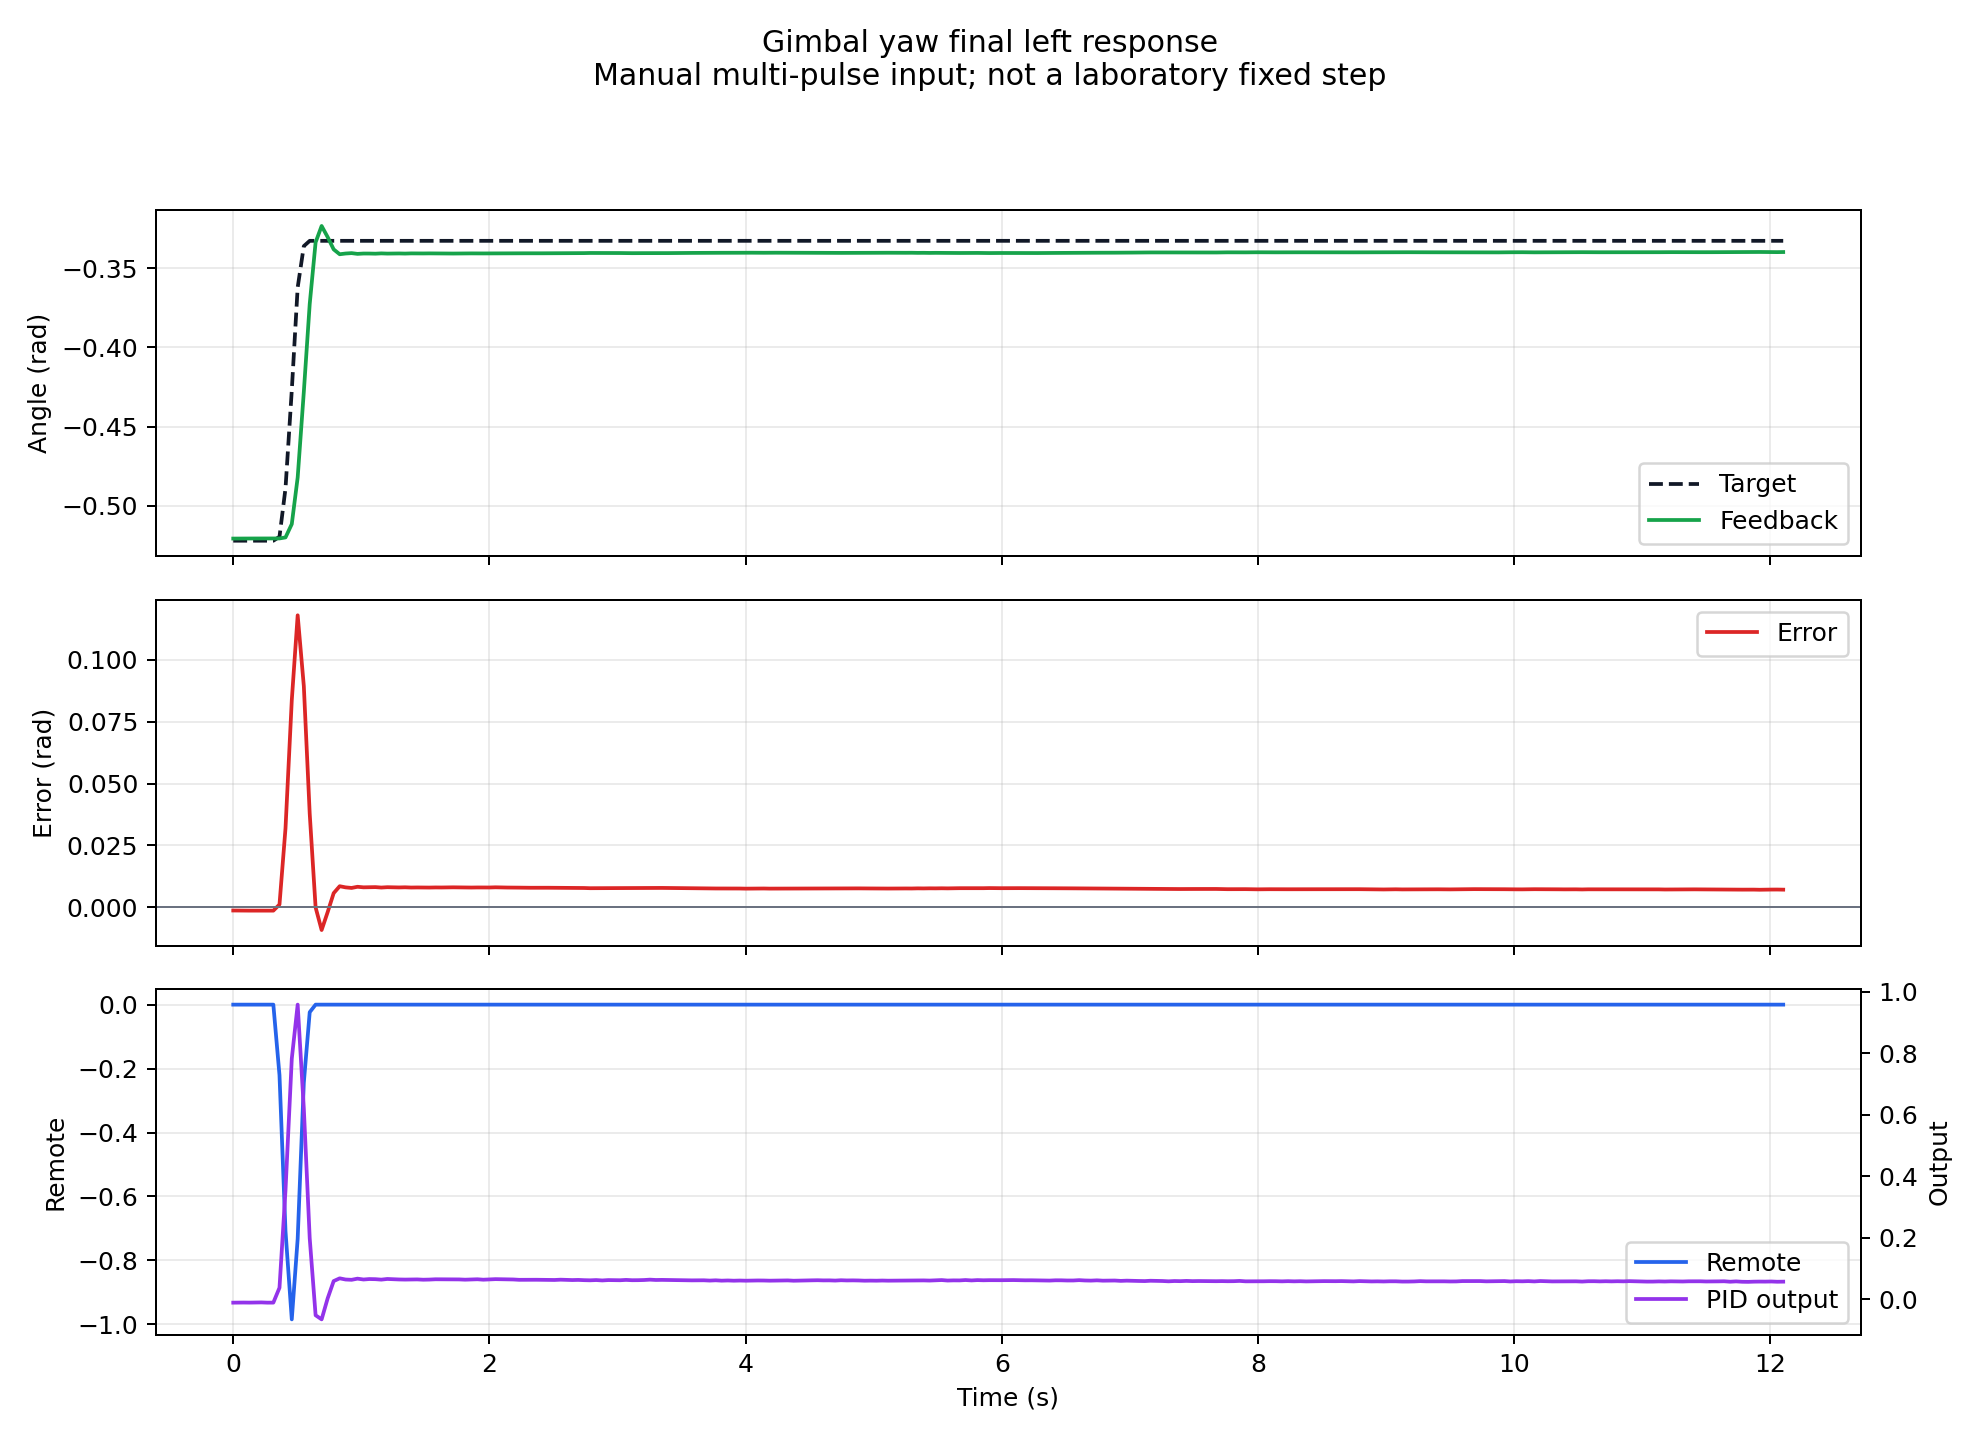 Gimbal yaw final left response
Manual multi-pulse input; not a laboratory fixed step
−0.35
−0.40
−0.45
−0.50
Angle (rad)
Target
Feedback
0.100
0.075
0.050
0.025
0.000
Error (rad)
Error
0.0
−0.2
−0.4
−0.6
−0.8
−1.0
Remote
1.0
0.8
0.6
0.4
0.2
0.0
Output
Remote
PID output
0 2 4 6 8 10 12
Time (s)